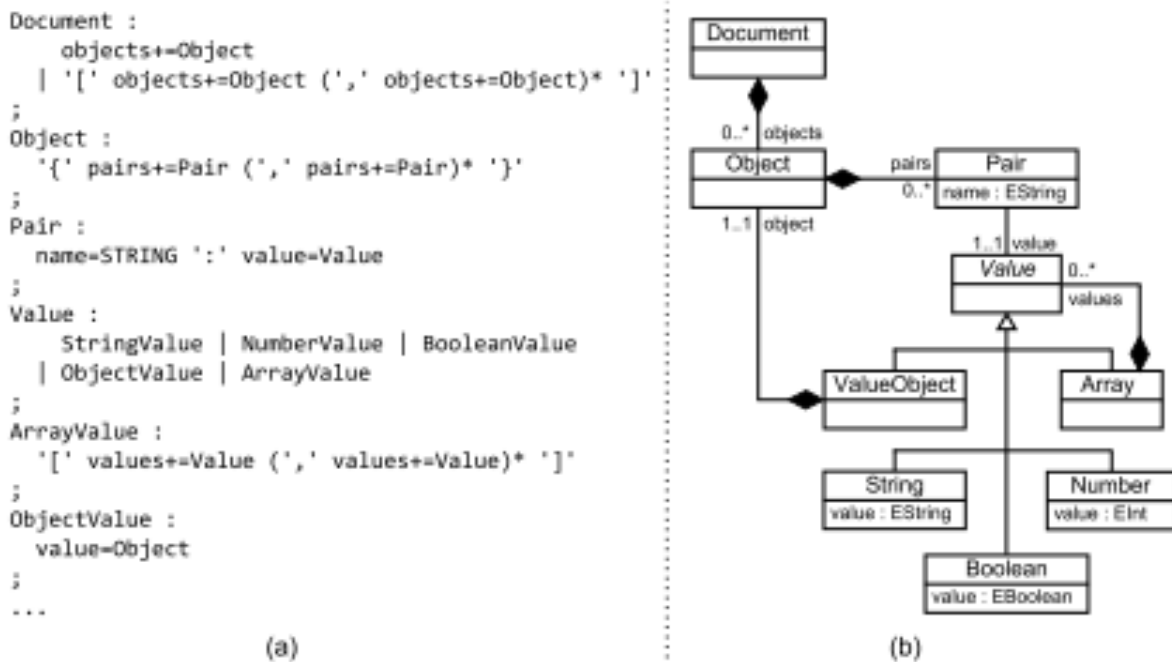 Document :
objects+=Object
| '[' objects+=Object (',' objects+=Object)* ']'
;
Object :
'{' pairs+=Pair (',' pairs+=Pair)* '}'
;
Pair :
name=STRING ':' value=Value
;
Value :
StringValue | NumberValue | BooleanValue
| ObjectValue | ArrayValue
;
ArrayValue :
'[' values+=Value (',' values+=Value)* ']'
;
ObjectValue :
value=Object
;
...
(a)
Document
0..* objects
Object
pairs
0..*
Pair
name : EString
1..1 object
1..1 value
Value
0..*
values
ValueObject
Array
String
value : EString
Number
value : EInt
Boolean
value : EBoolean
(b)